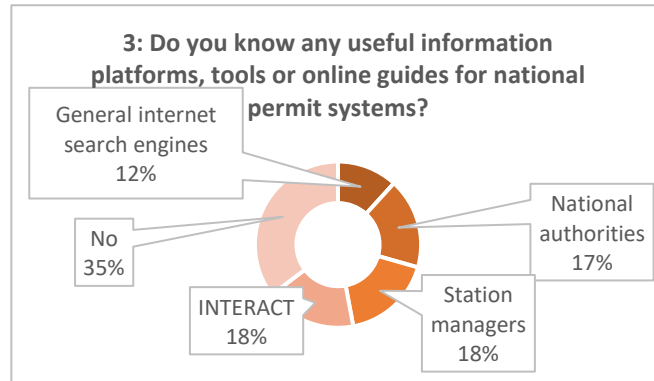 3: Do you know any useful information
platforms, tools or online guides for national
permit systems?
General internet
search engines
12%
National
authorities
17%
No
35%
INTERACT
18%
Station
managers
18%